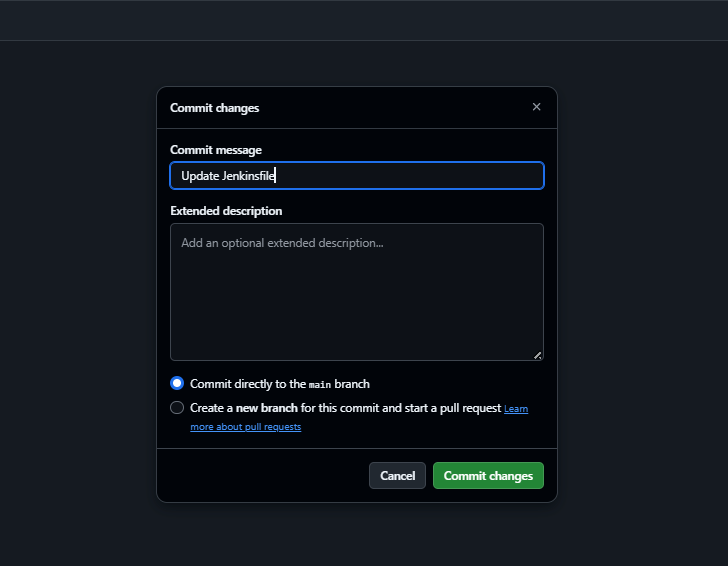 Commit changes
Commit message
Update Jenkinsfile
Extended description
Add an optional extended description...
Commit directly to the main branch
Create a new branch for this commit and start a pull request Learn
more about pull requests
Cancel Commit changes